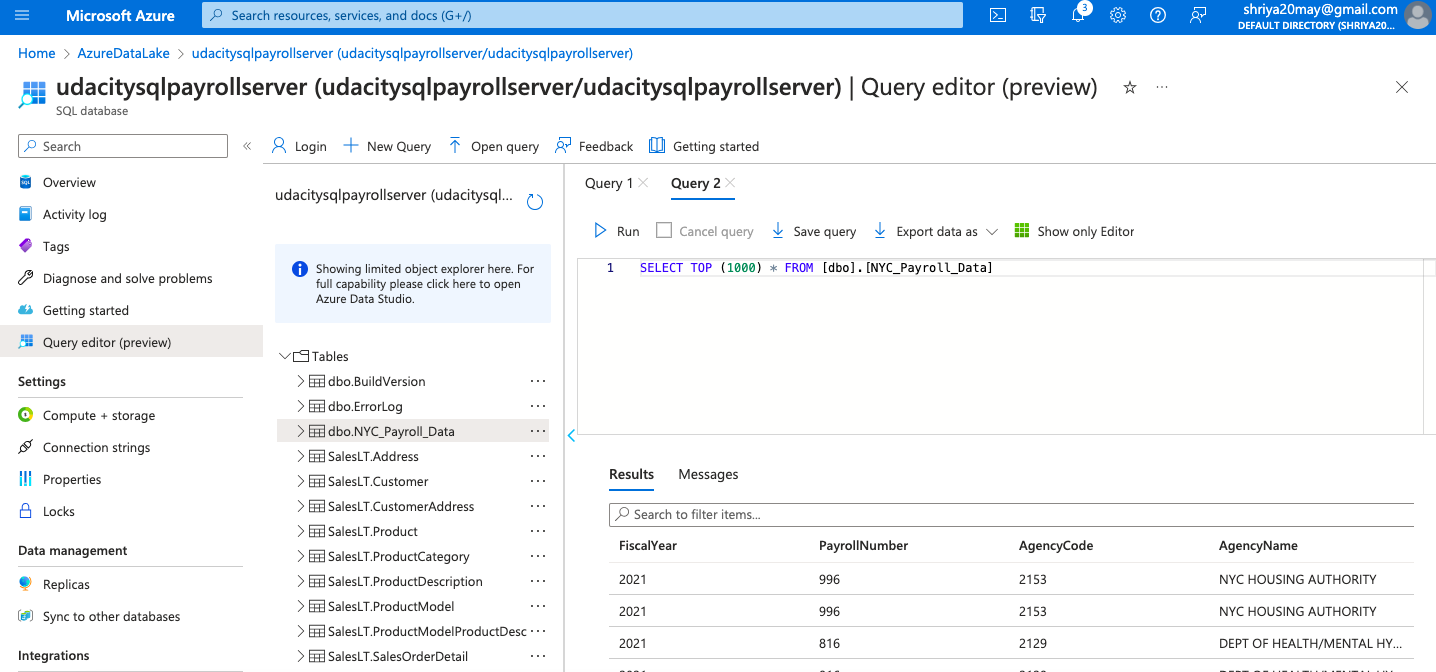 Microsoft Azure
Search resources, services, and docs (G+/)
3
shriya20may@gmail.com
DEFAULT DIRECTORY (SHRIYA20...
Home > AzureDataLake > udacitysqlpayrollserver (udacitysqlpayrollserver/udacitysqlpayrollserver)
udacitysqlpayrollserver (udacitysqlpayrollserver/udacitysqlpayrollserver) | Query editor (preview)
SQL database
Search
Overview
Activity log
Tags
Diagnose and solve problems
Getting started
Query editor (preview)
Settings
Compute + storage
Connection strings
Properties
Locks
Data management
Replicas
Sync to other databases
Integrations
Login
New Query
Open query
Feedback
Getting started
udacitysqlpayrollserver (udacitysql...
Showing limited object explorer here. For
full capability please click here to open
Azure Data Studio.
Tables
dbo.BuildVersion
dbo.ErrorLog
dbo.NYC_Payroll_Data
SalesLT.Address
SalesLT.Customer
SalesLT.CustomerAddress
SalesLT.Product
SalesLT.ProductCategory
SalesLT.ProductDescription
SalesLT.ProductModel
SalesLT.ProductModelProductDesc
SalesLT.SalesOrderDetail
Query 1 Query 2
Run Cancel query Save query Export data as Show only Editor
1 SELECT TOP (1000) * FROM [dbo].[NYC_Payroll_Data]
Results Messages
Search to filter items...
FiscalYear PayrollNumber AgencyCode AgencyName
2021 996 2153 NYC HOUSING AUTHORITY
2021 996 2153 NYC HOUSING AUTHORITY
2021 816 2129 DEPT OF HEALTH/MENTAL HY...